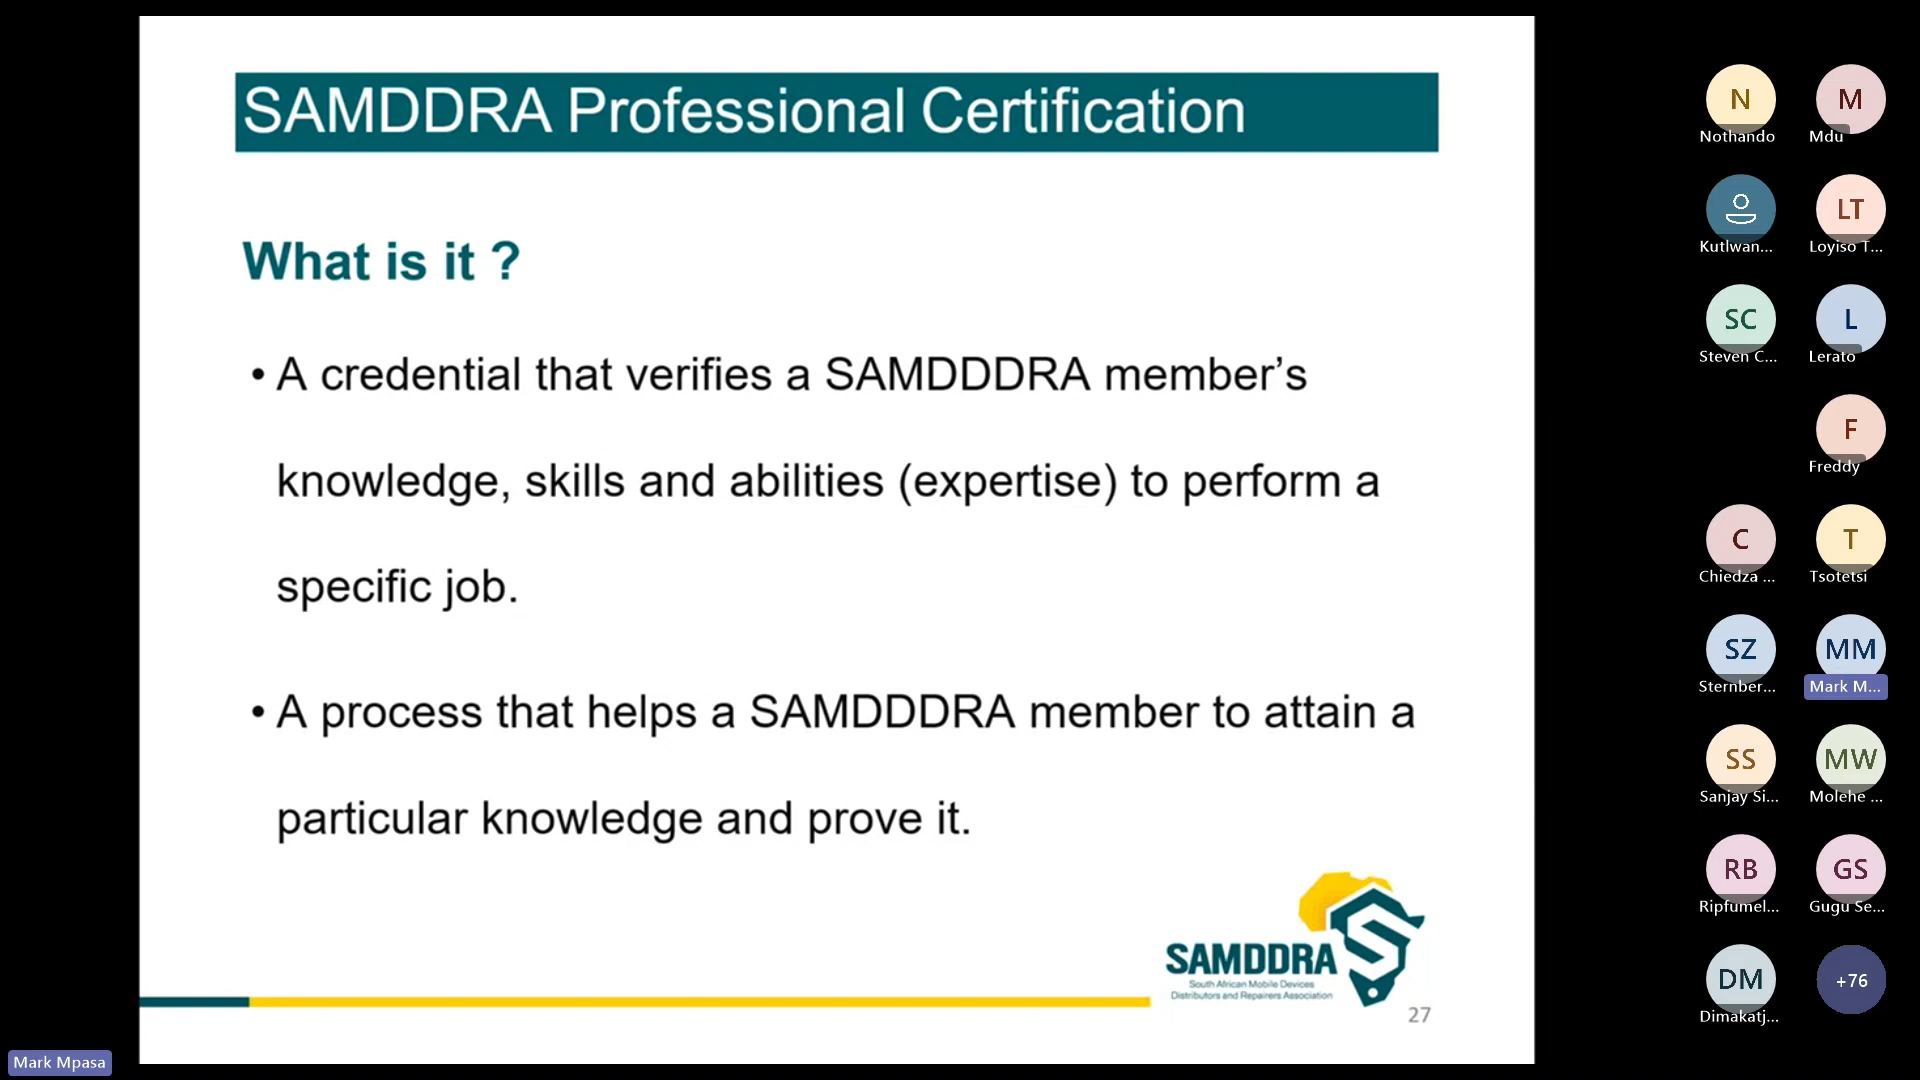 SAMDDRA Professional Certification
What is it ?
• A credential that verifies a SAMDDDRA member’s
knowledge, skills and abilities (expertise) to perform a
specific job.
• A process that helps a SAMDDDRA member to attain a
particular knowledge and prove it.
SAMDDRA
South African Mobile Devices
Distributors and Repairers Association
27
Mark Mpasa
N
Nothando
M
Mdu
Kutlwan...
LT
Loyiso T...
SC
Steven C...
L
Lerato
F
Freddy
C
Chiedza ...
T
Tsotetsi
SZ
Sternber...
MM
Mark M...
SS
Sanjay Si...
MW
Molehe ...
RB
Ripfumel...
GS
Gugu Se...
DM
Dimakatj...
+76